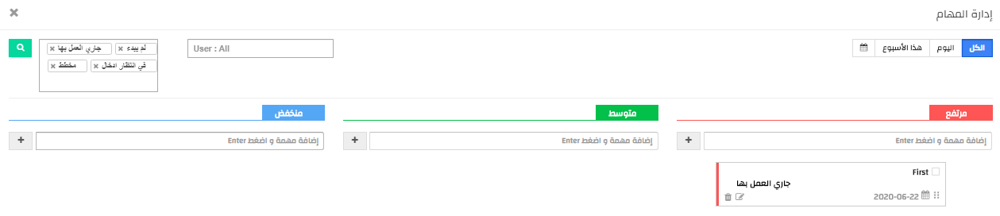 إدارة المهام
الكل
اليوم
هذا الأسبوع
User : All
لم يبدء
جاري العمل بها
في انتظار ادخال
مخطط
مرتفع
متوسط
منخفض
إضافة مهمة و اضغط Enter
إضافة مهمة و اضغط Enter
إضافة مهمة و اضغط Enter
First
جاري العمل بها
2020-06-22